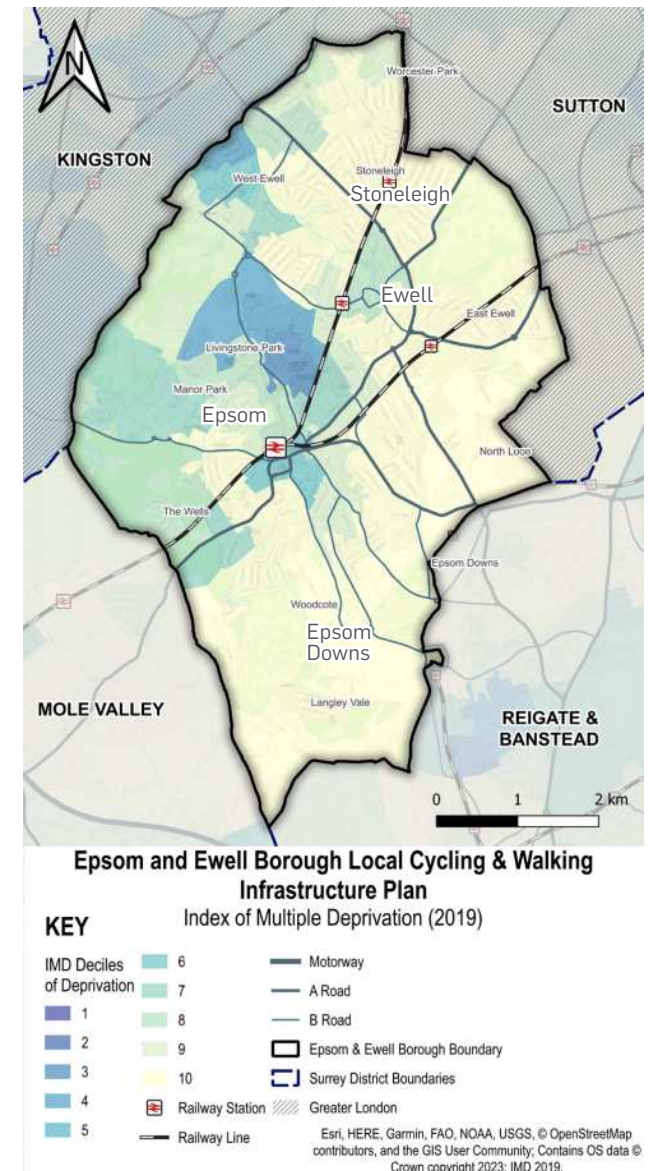 N
Worcester Park
SUTTON
KINGSTON
Stoneleigh
West Ewell
Stoneleigh
Ewell
East Ewell
Livingstone Park
Manor Park
Epsom
North Looe
The Wells
Epsom Downs
Woodcote
Epsom
Downs
Langley Vale
MOLE VALLEY
REIGATE &
BANSTEAD
0 1 2 km
Epsom and Ewell Borough Local Cycling & Walking
Infrastructure Plan
Index of Multiple Deprivation (2019)
KEY
IMD Deciles
of Deprivation
1
2
3
4
5
6
7
8
9
10
Railway Station
Railway Line
Motorway
A Road
B Road
Epsom & Ewell Borough Boundary
Surrey District Boundaries
Greater London
Esri, HERE, Garmin, FAO, NOAA, USGS, © OpenStreetMap
contributors, and the GIS User Community; Contains OS data ©
Crown copyright 2023; IMD 2019.